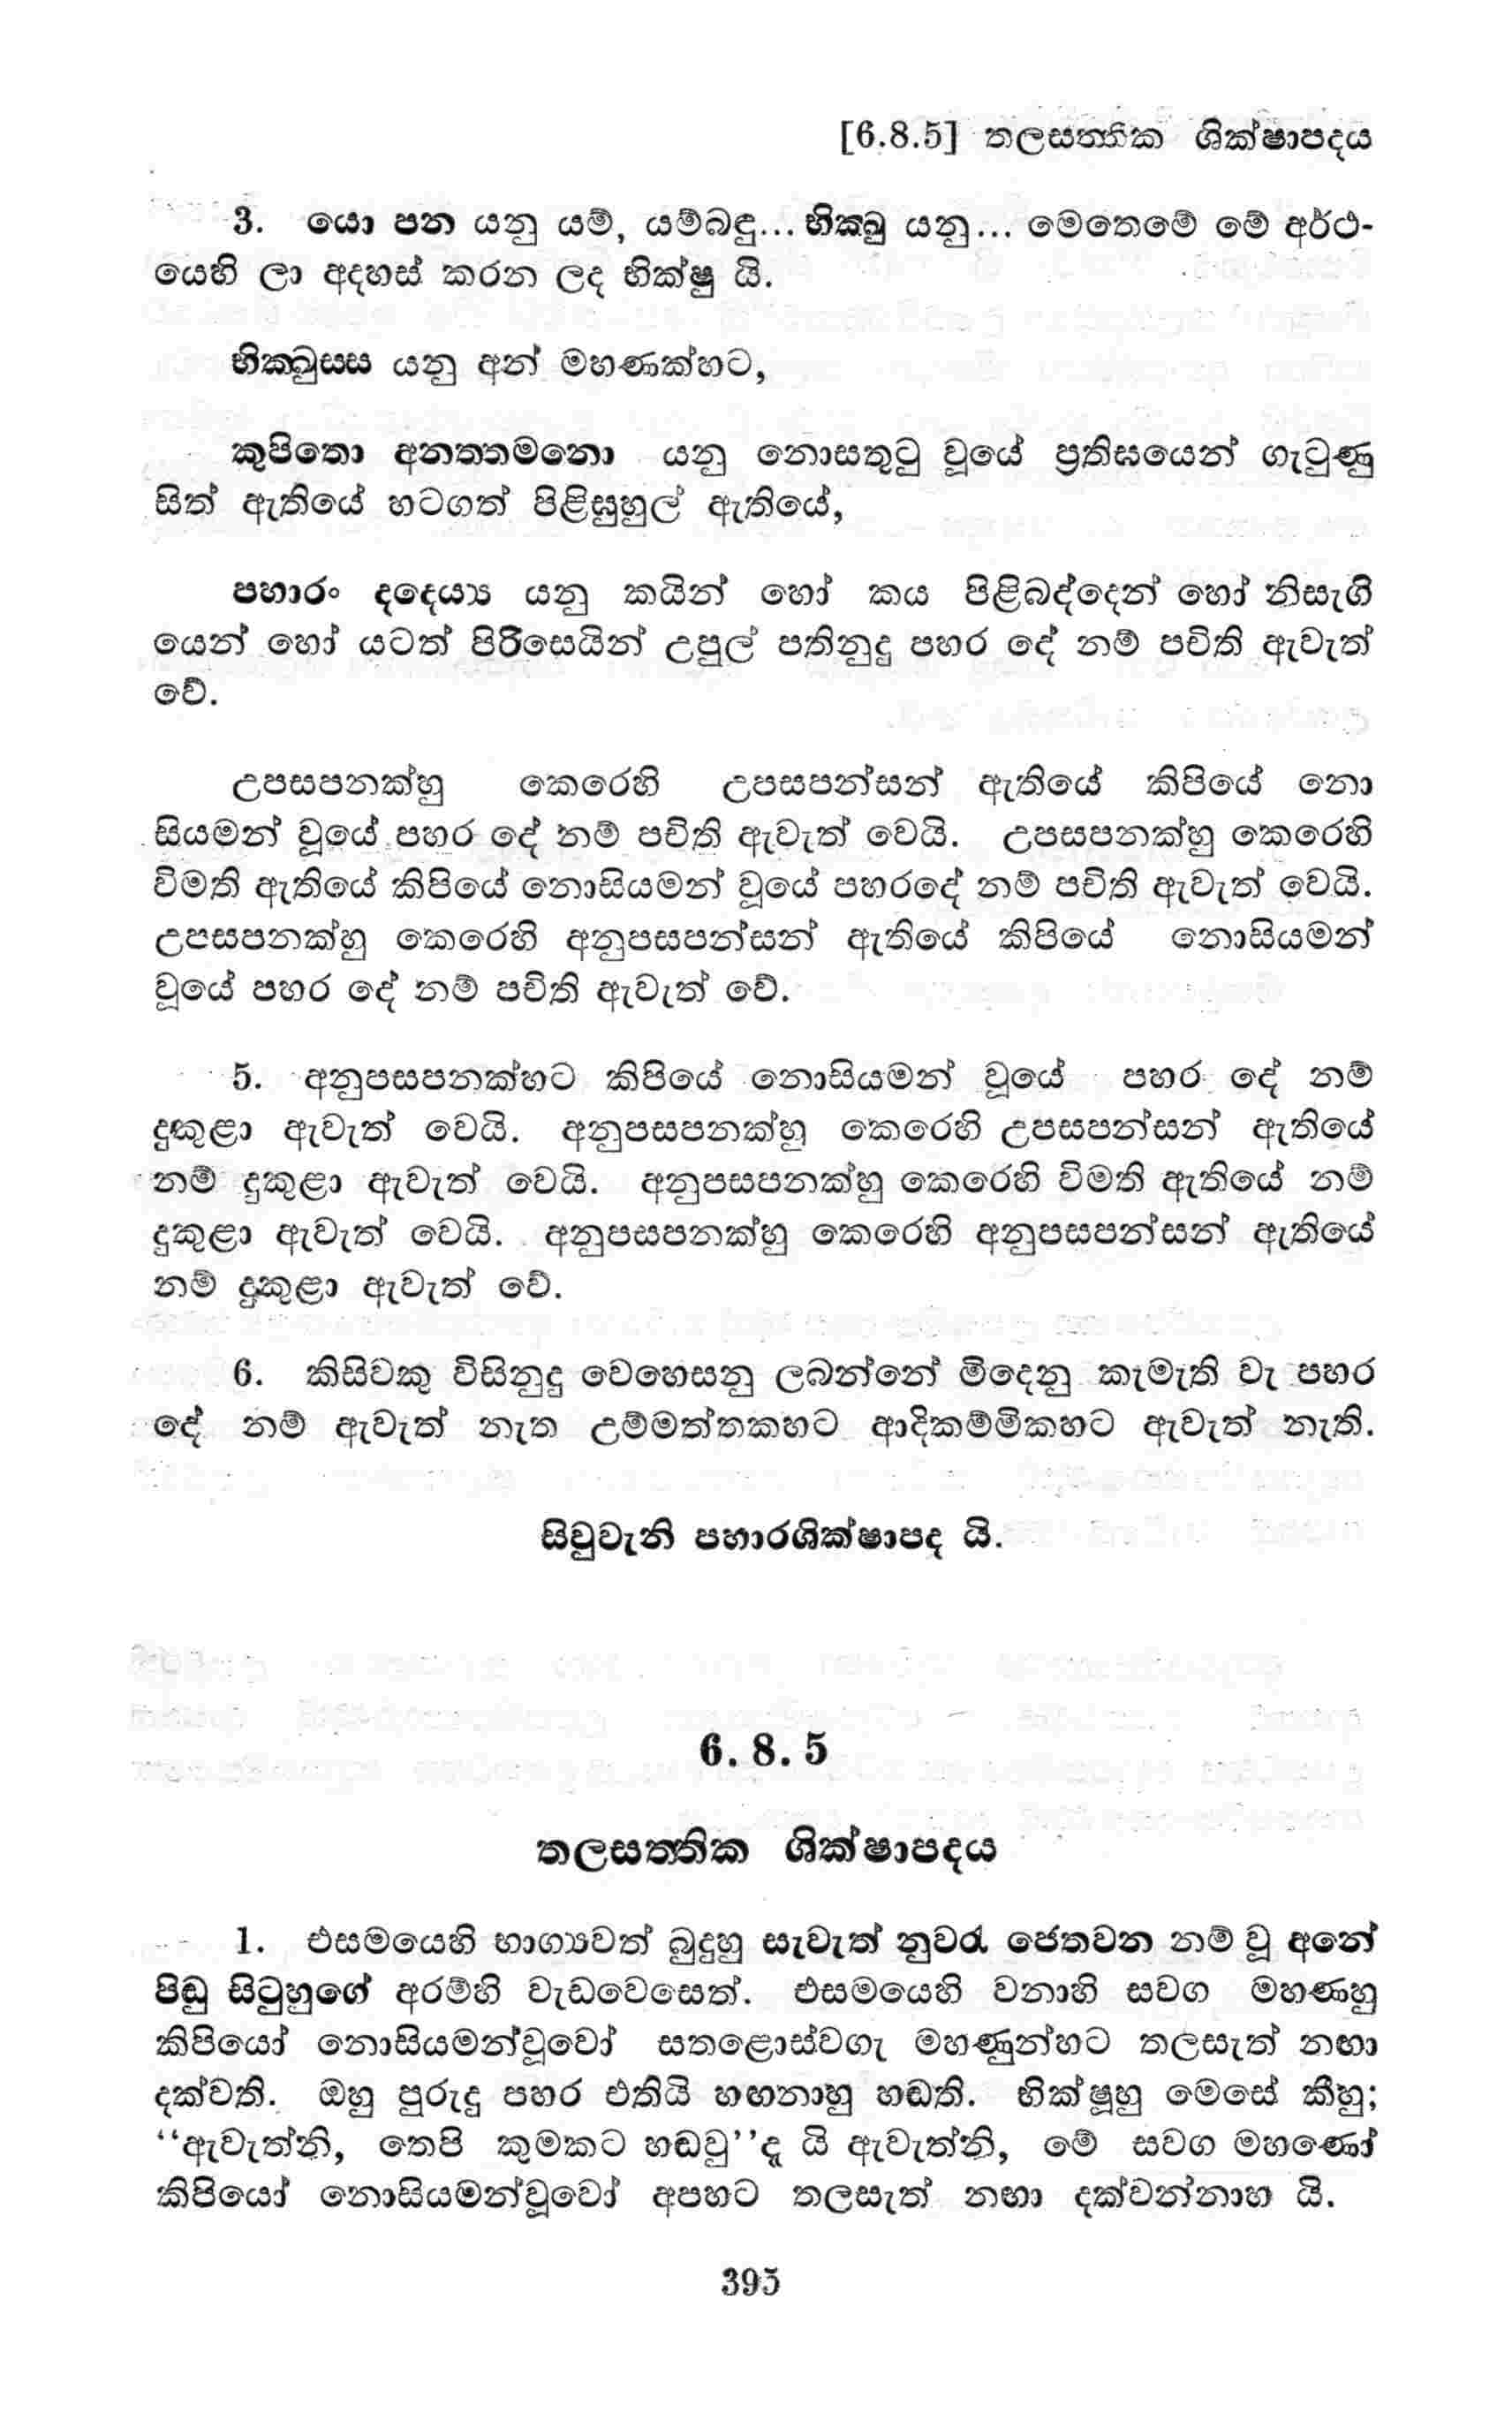 [6.8.5] තලසත්තික ශික්ෂාපදය
3. යො පන යනු යම්, යම්බඳු... භික්ඛු යනු... මෙතෙමේ මේ අර්ථ-
යෙහි ලා අදහස් කරන ලද භික්ෂු යි.
භික්ඛුස්ස යනු අන් මහණක්හට,
කුපිතො අනත්තමනො යනු නොසතුටු වූයේ ප්‍රතිඝයෙන් ගැටුණු
සිත් ඇතියේ හටගත් පිළිඝුහුල් ඇතියේ,
පහාරං දදෙය්‍ය යනු කයින් හෝ කය පිළිබද්දෙන් හෝ නිසැගි
යෙන් හෝ යටත් පිරිසෙයින් උපුල් පතිනුදු පහර දේ නම් පචිති ඇවැත්
වේ.
උපසපනක්හු කෙරෙහි උපසපන්සන් ඇතියේ කිපියේ නො
සියමන් වූයේ පහර දේ නම් පචිති ඇවැත් වෙයි. උපසපනක්හු කෙරෙහි
විමති ඇතියේ කිපියේ නොසියමන් වූයේ පහරදේ නම් පචිති ඇවැත් වෙයි.
උපසපනක්හු කෙරෙහි අනුපසපන්සන් ඇතියේ කිපියේ නොසියමන්
වූයේ පහර දේ නම් පචිති ඇවැත් වේ.
5. අනුපසපනක්හට කිපියේ නොසියමන් වූයේ පහර දේ නම්
දුකුළා ඇවැත් වෙයි. අනුපසපනක්හු කෙරෙහි උපසපන්සන් ඇතියේ
නම් දුකුළා ඇවැත් වෙයි. අනුපසපනක්හු කෙරෙහි විමති ඇතියේ නම්
දුකුළා ඇවැත් වෙයි. අනුපසපනක්හු කෙරෙහි අනුපසපන්සන් ඇතියේ
නම් දුකුළා ඇවැත් වේ.
6. කිසිවකු විසිනුදු වෙහෙසනු ලබන්නේ මිදෙනු කැමැති වැ පහර
දේ නම් ඇවැත් නැත උම්මත්තකහට ආදිකම්මිකහට ඇවැත් නැති.
සිවුවැනි පහාරශික්ෂාපද යි.
6. 8. 5
තලසත්තික ශික්ෂාපදය
1. එසමයෙහි භාග්‍යවත් බුදුහු සැවැත් නුවර ජෙතවන නම් වූ අනේ
පිඬු සිටුහුගේ අරම්හි වැඩවෙසෙත්. එසමයෙහි වනාහි සවග මහණහු
කිපියෝ නොසියමන්වූවෝ සතළොස්වගැ මහණුන්හට තලසැත් නඟා
දක්වති. ඔහු පුරුදු පහර එතියි හඟනාහු හඬති. භික්ෂූහු මෙසේ කීහු;
“ඇවැත්නි, තෙපි කුමකට හඬවු”දැ යි ඇවැත්නි, මේ සවග මහණෝ
කිපියෝ නොසියමන්වූවෝ අපහට තලසැත් නඟා දක්වන්නාහ යි.
395